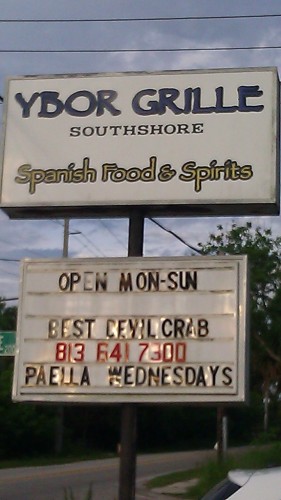 YBOR GRILLE
SOUTHSHORE
Spanish Food & Spirits
OPEN MON-SUN
BEST DEVIL CRAB
813 641 7300
PAELLA WEDNESDAYS